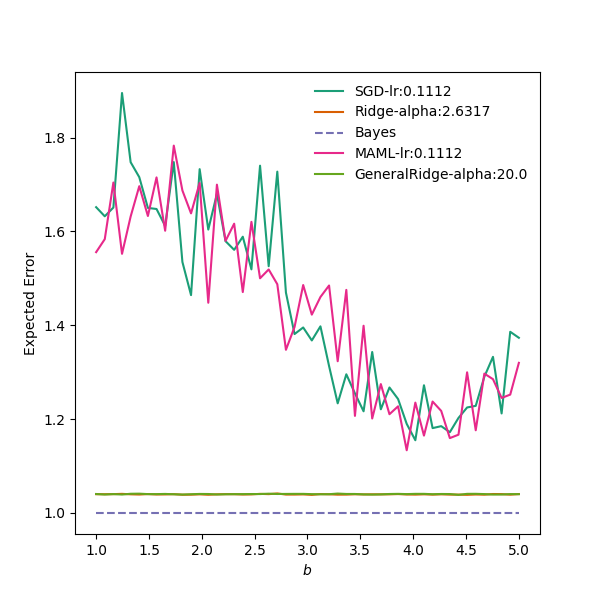 SGD-lr:0.1112
Ridge-alpha:2.6317
Bayes
MAML-lr:0.1112
GeneralRidge-alpha:20.0
Expected Error
1.8
1.6
1.4
1.2
1.0
1.0 1.5 2.0 2.5 3.0 3.5 4.0 4.5 5.0
b